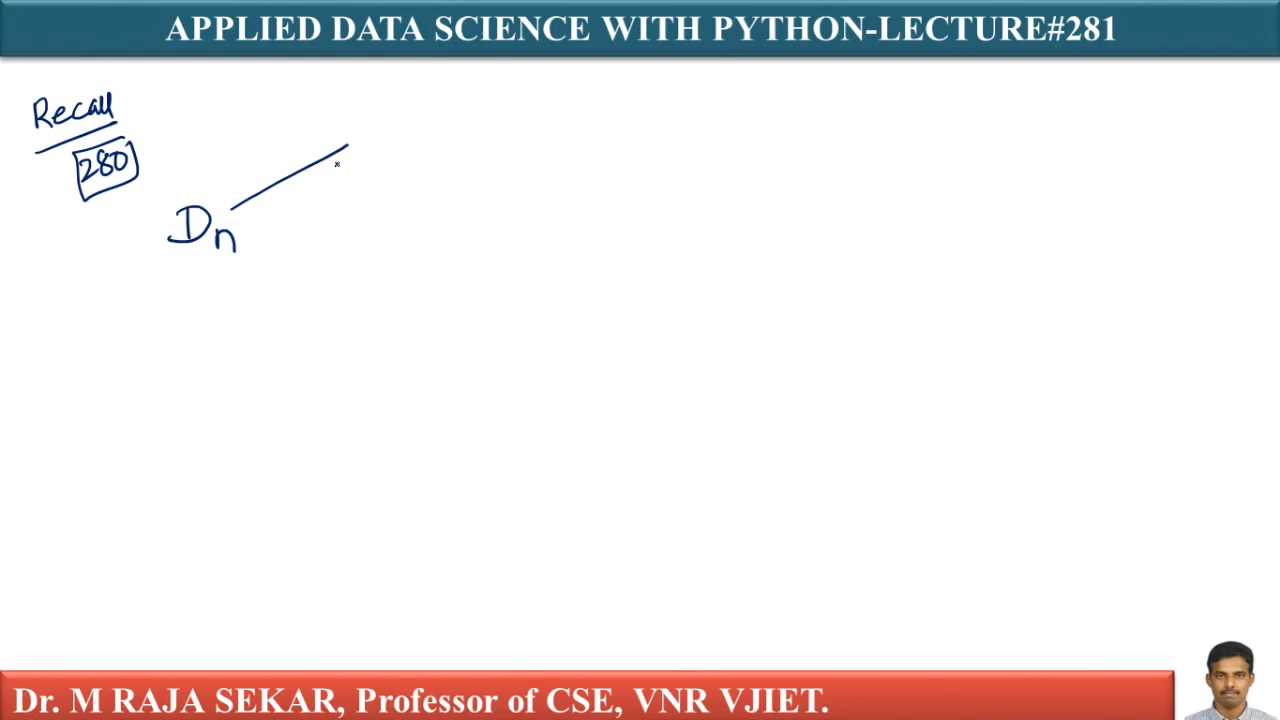 APPLIED DATA SCIENCE WITH PYTHON-LECTURE#281
Recall
280
Dn
Dr. M RAJA SEKAR, Professor of CSE, VNR VJIET.